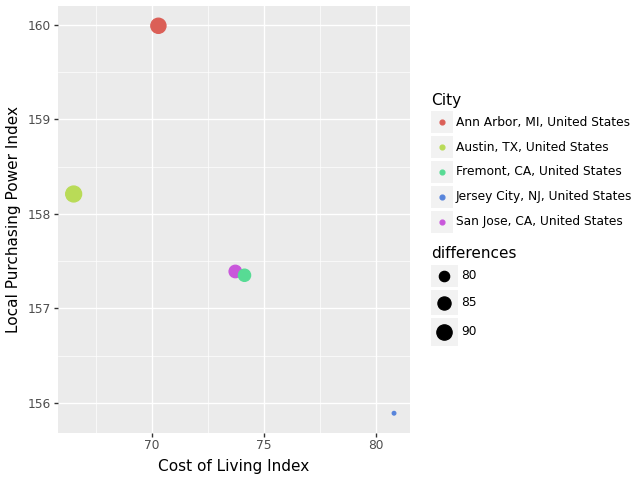 160
159
158
157
156
Local Purchasing Power Index
70 75 80
Cost of Living Index
City
Ann Arbor, MI, United States
Austin, TX, United States
Fremont, CA, United States
Jersey City, NJ, United States
San Jose, CA, United States
differences
80
85
90